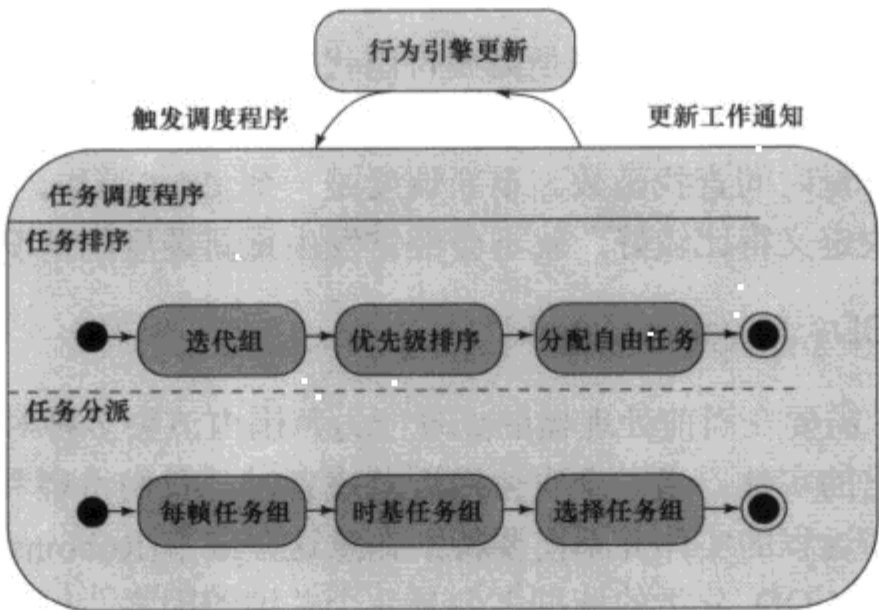 行为引擎更新
触发调度程序
更新工作通知
任务调度程序
任务排序
迭代组
优先级排序
分配自由任务
任务分派
每帧任务组
时基任务组
选择任务组